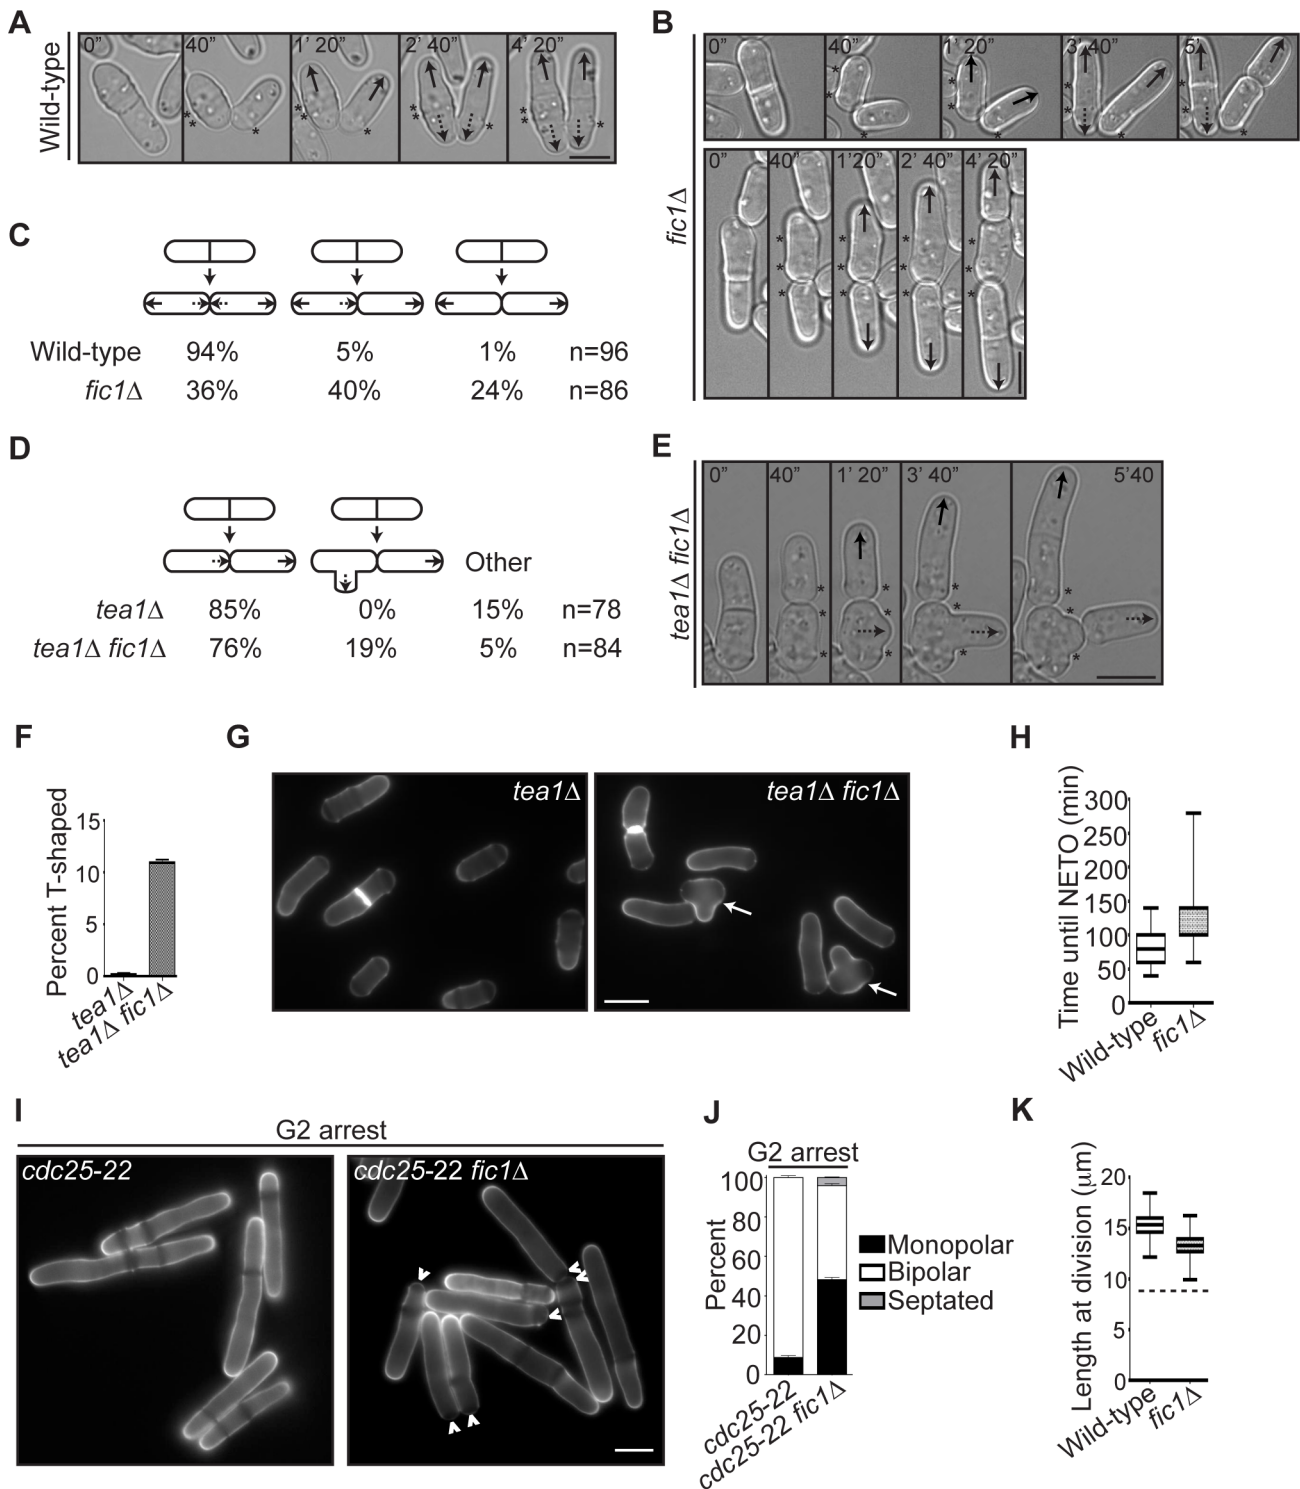 A
Wild-type
0” 40” 1’ 20” 2’ 40” 4’ 20”
B
fic1Δ
0” 40” 1’ 20” 3’ 40” 5’
0” 40” 1’20” 2’ 40” 4’ 20”
C
Wild-type 94% 5% 1% n=96
fic1Δ 36% 40% 24% n=86
D
Other
tea1Δ 85% 0% 15% n=78
tea1Δ fic1Δ 76% 19% 5% n=84
E
tea1Δ fic1Δ
0” 40” 1’ 20” 3’ 40” 5’40
F
Percent T-shaped
15
10
5
0
tea1Δ
tea1Δ fic1Δ
G
tea1Δ
tea1Δ fic1Δ
H
Time until NETO (min)
300
250
200
150
100
50
0
Wild-type
fic1Δ
I
G2 arrest
cdc25-22
cdc25-22 fic1Δ
J
G2 arrest
Percent
100
80
60
40
20
0
cdc25-22
cdc25-22 fic1Δ
Monopolar
Bipolar
Septated
K
Length at division (μm)
20
15
10
5
0
Wild-type
fic1Δ